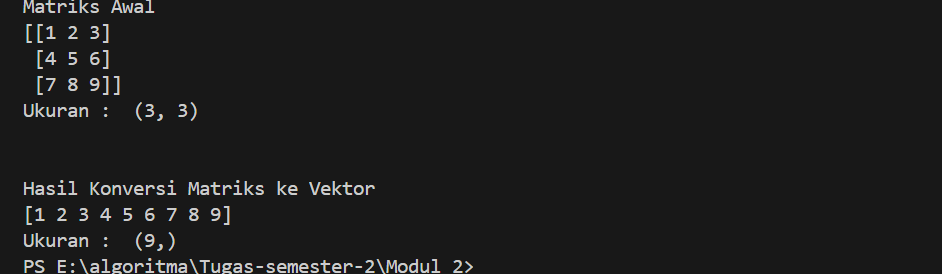 Matriks Awal
[[1 2 3]
 [4 5 6]
 [7 8 9]]
Ukuran :  (3, 3)
Hasil Konversi Matriks ke Vektor
[1 2 3 4 5 6 7 8 9]
Ukuran :  (9,)
PS E:\algoritma\Tugas-semester-2\Modul 2>